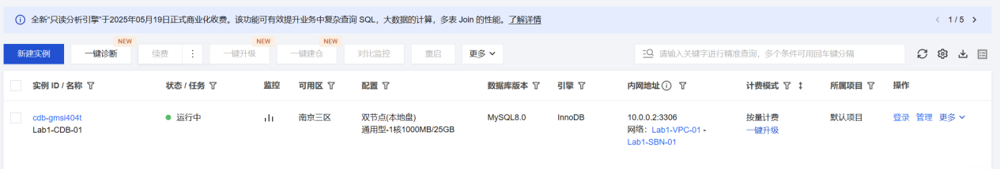 全新“只读分析引擎”于2025年05月19日正式商业化收费。该功能可有效提升业务中复杂查询 SQL，大数据的计算，多表 Join 的性能。了解详情 1 / 5
NEW NEW NEW
新建实例 一键诊断 续费 一键升级 一键建仓 对比监控 重启 更多 请输入关键字进行精准查询，多个条件可用回车键分隔
实例 ID / 名称 状态 / 任务 监控 可用区 配置 数据库版本 引擎 内网地址 计费模式 所属项目 操作
cdb-gmsi404t 运行中 南京三区 双节点(本地盘) MySQL8.0 InnoDB 10.0.0.2:3306 按量计费 默认项目 登录 管理 更多
Lab1-CDB-01 通用型-1核1000MB/25GB 网络：Lab1-VPC-01 - 一键升级
Lab1-SBN-01